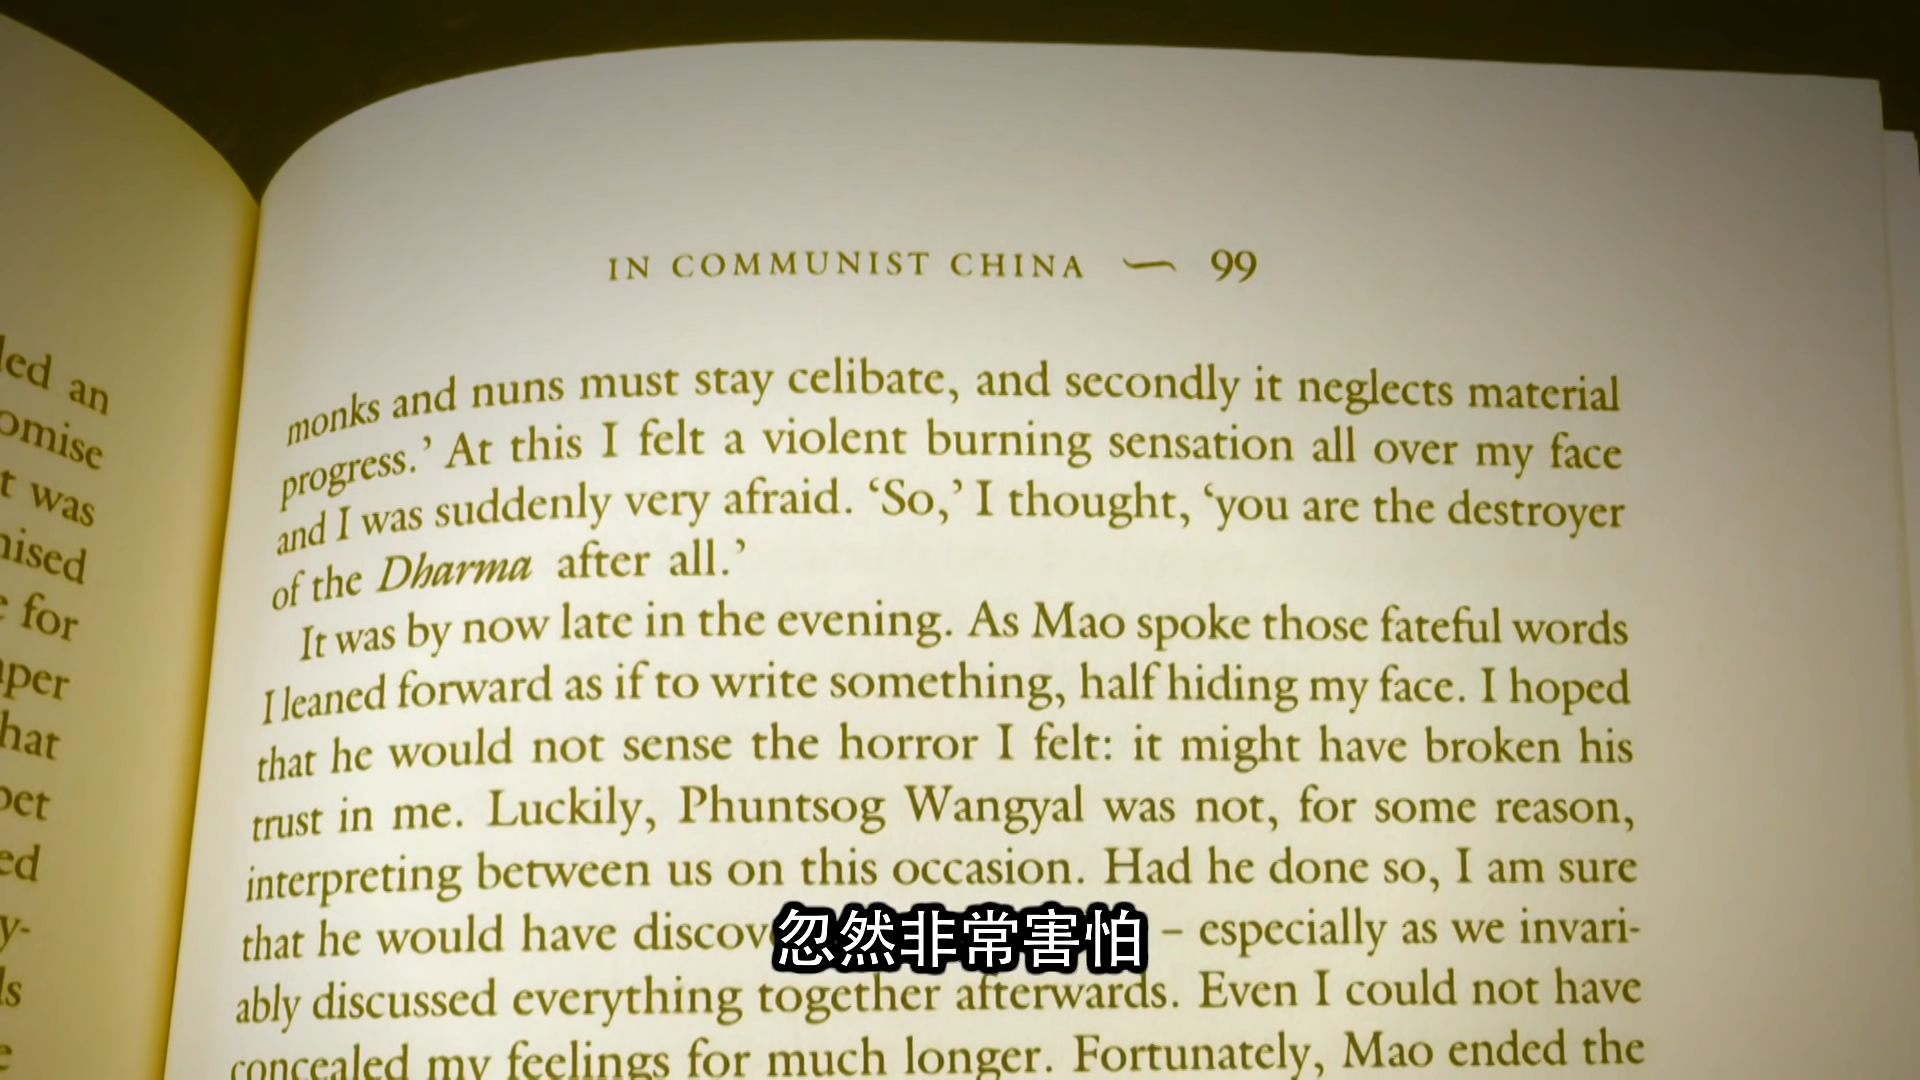 IN COMMUNIST CHINA — 99
monks and nuns must stay celibate, and secondly it neglects material
progress.’ At this I felt a violent burning sensation all over my face
and I was suddenly very afraid. ‘So,’ I thought, ‘you are the destroyer
of the Dharma after all.’
It was by now late in the evening. As Mao spoke those fateful words
I leaned forward as if to write something, half hiding my face. I hoped
that he would not sense the horror I felt: it might have broken his
trust in me. Luckily, Phuntsog Wangyal was not, for some reason,
interpreting between us on this occasion. Had he done so, I am sure
that he would have – especially as we invari-
ably discussed everything together afterwards. Even I could not have
concealed my feelings for much longer. Fortunately, Mao ended the
忽然非常害怕